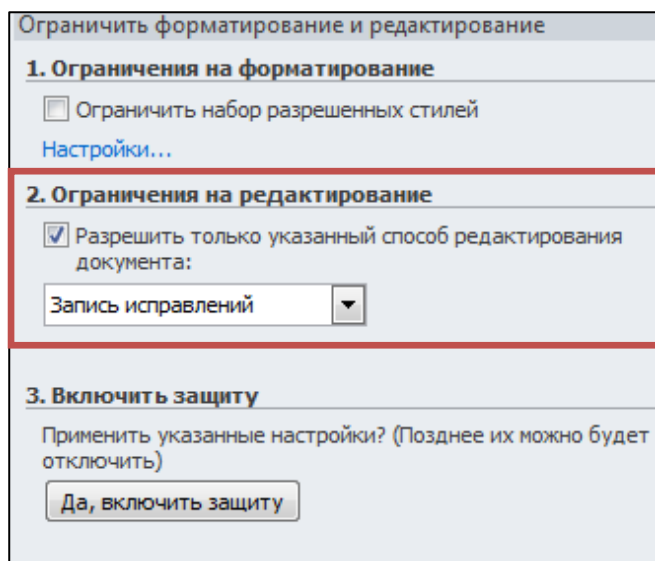 Ограничить форматирование и редактирование
1. Ограничения на форматирование
Ограничить набор разрешенных стилей
Настройки...
2. Ограничения на редактирование
Разрешить только указанный способ редактирования
документа:
Запись исправлений
3. Включить защиту
Применить указанные настройки? (Позднее их можно будет
отключить)
Да, включить защиту